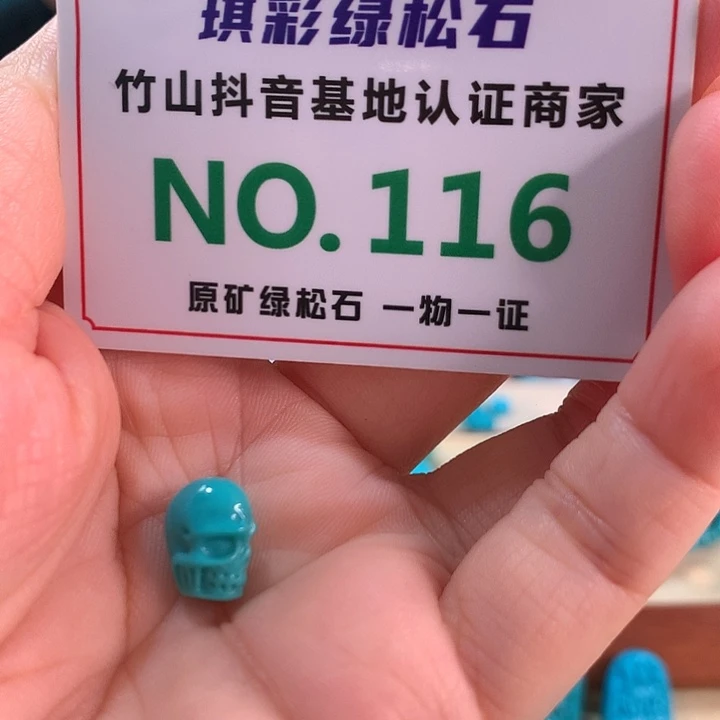 琪彩绿松石
竹山抖音基地认证商家
NO.116
原矿绿松石 一物一证